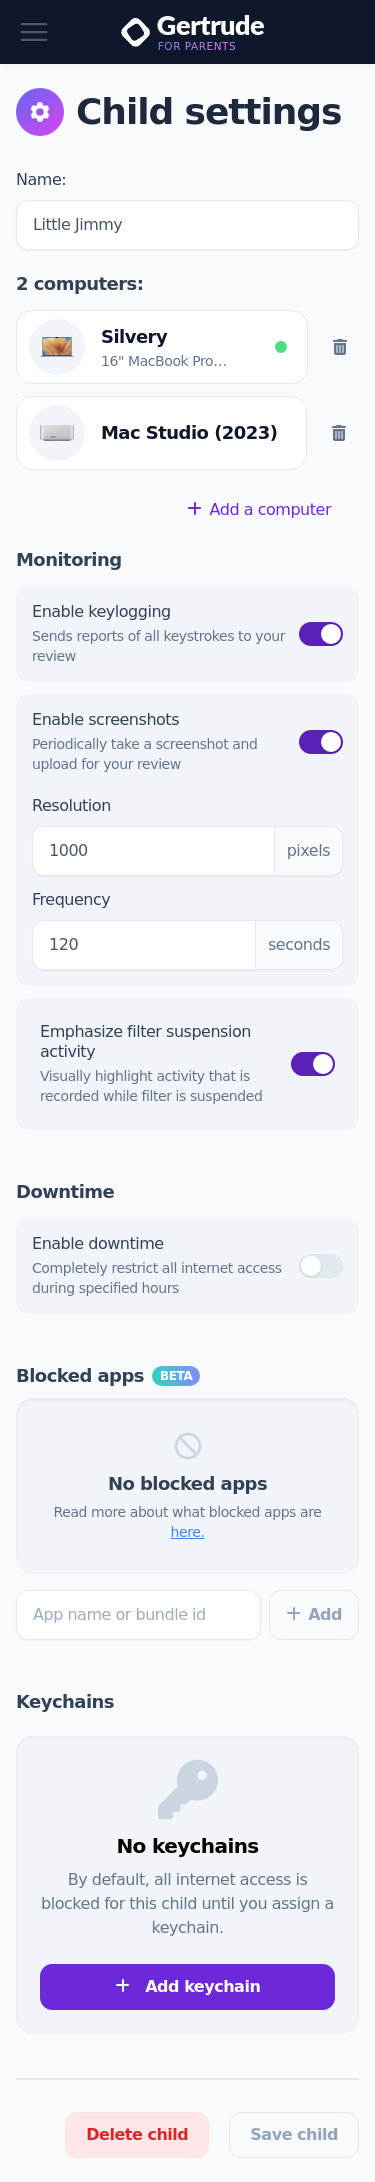 Gertrude
FOR PARENTS
Child settings
Name:
Little Jimmy
2 computers:
Silvery
16" MacBook Pro...
Mac Studio (2023)
+ Add a computer
Monitoring
Enable keylogging
Sends reports of all keystrokes to your
review
Enable screenshots
Periodically take a screenshot and
upload for your review
Resolution
1000 pixels
Frequency
120 seconds
Emphasize filter suspension
activity
Visually highlight activity that is
recorded while filter is suspended
Downtime
Enable downtime
Completely restrict all internet access
during specified hours
Blocked apps BETA
No blocked apps
Read more about what blocked apps are
here.
App name or bundle id + Add
Keychains
No keychains
By default, all internet access is
blocked for this child until you assign a
keychain.
+ Add keychain
Delete child Save child